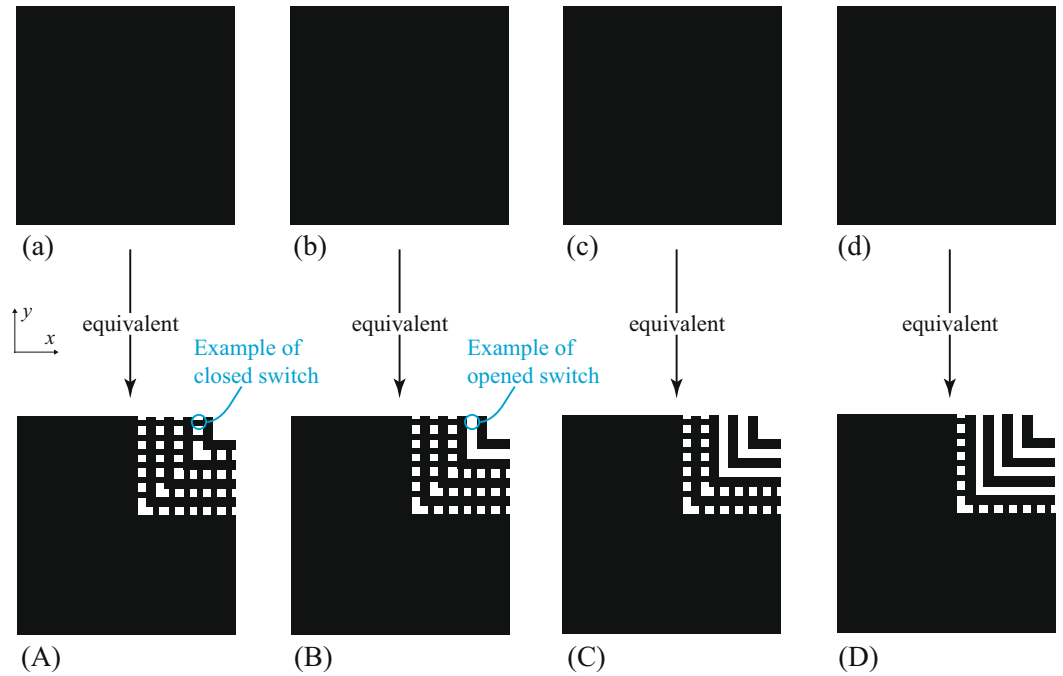 (a)
(b)
(c)
(d)
y
x
equivalent
equivalent
equivalent
equivalent
Example of
closed switch
Example of
opened switch
(A)
(B)
(C)
(D)